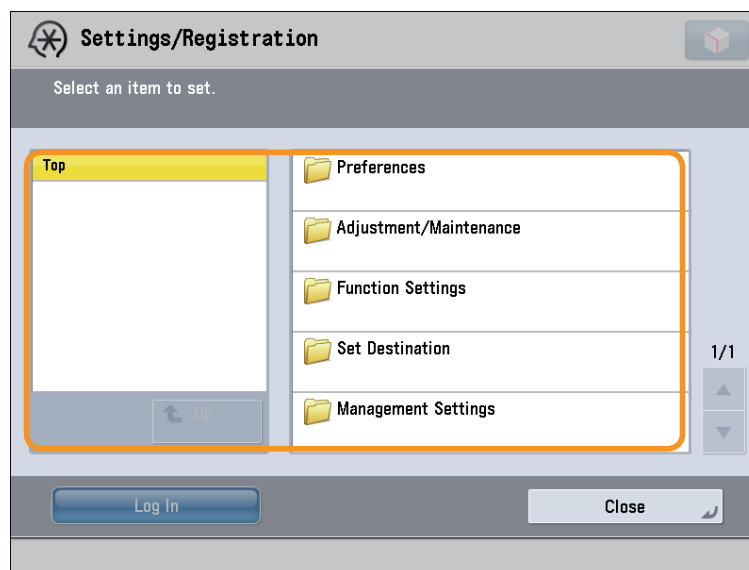 Settings/Registration
Select an item to set.
Top
Preferences
Adjustment/Maintenance
Function Settings
Set Destination
1/1
Up
Management Settings
Log In
Close